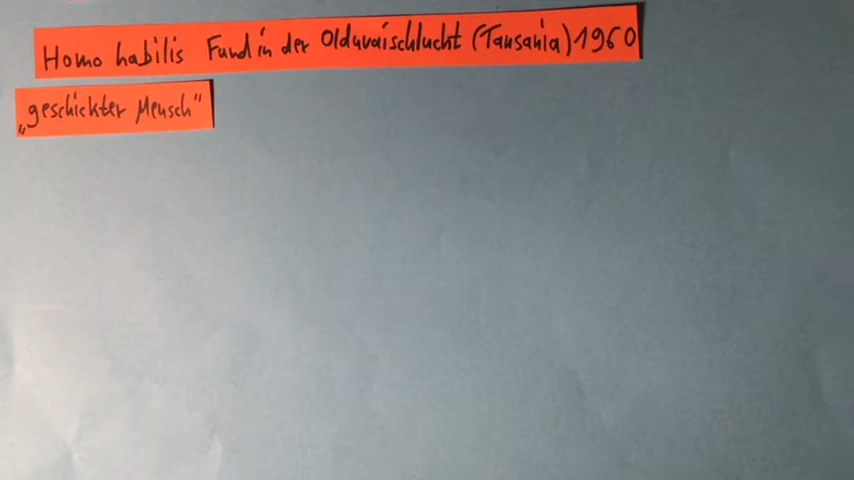 Homo habilis Fund in der Olduvaischlucht (Tansania) 1960
„geschickter Mensch“